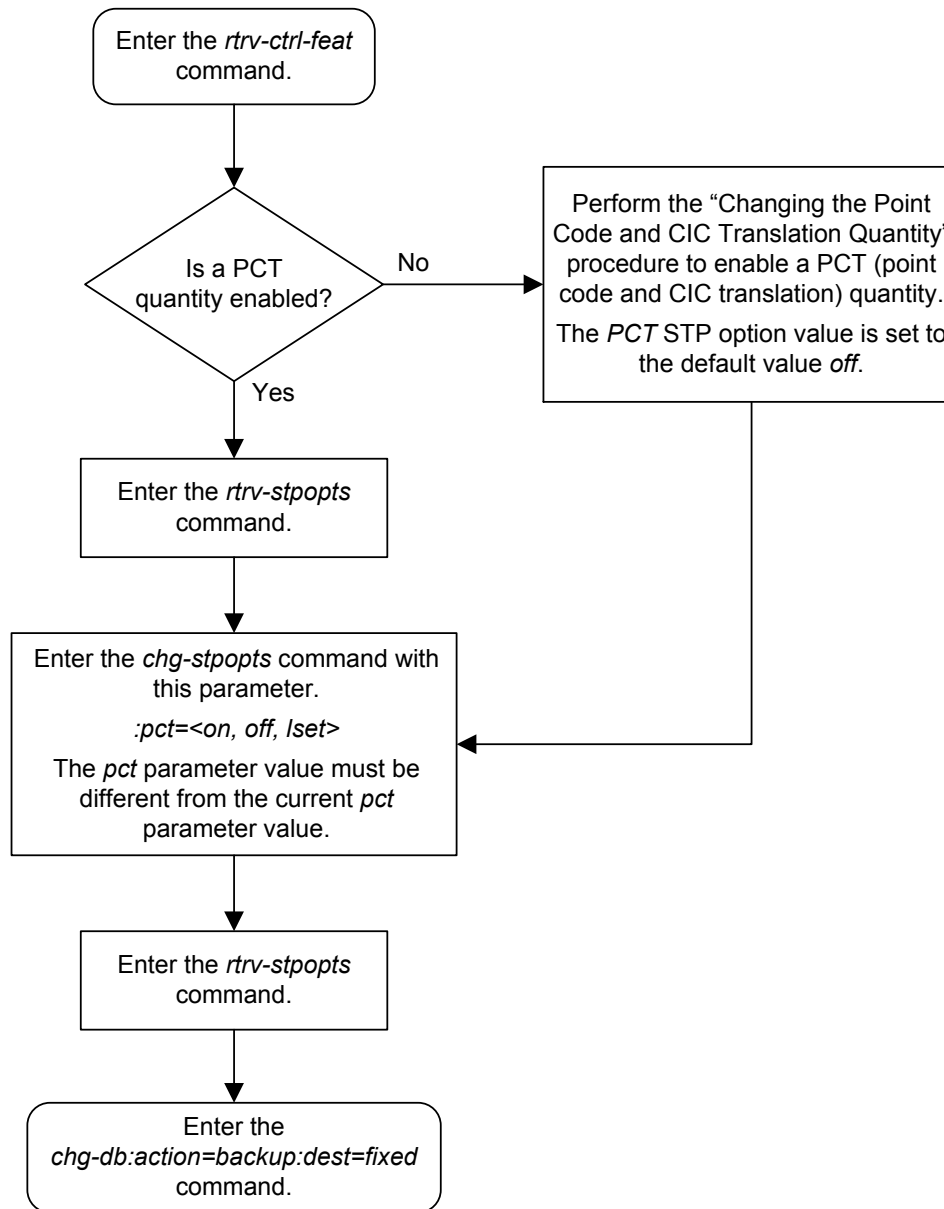 Enter the rtrv-ctrl-feat
command.
Is a PCT
quantity enabled?
No
Perform the “Changing the Point
Code and CIC Translation Quantity”
procedure to enable a PCT (point
code and CIC translation) quantity.
The PCT STP option value is set to
the default value off.
Yes
Enter the rtrv-stpopts
command.
Enter the chg-stpopts command with
this parameter.
:pct=<on, off, lset>
The pct parameter value must be
different from the current pct
parameter value.
Enter the rtrv-stpopts
command.
Enter the
chg-db:action=backup:dest=fixed
command.